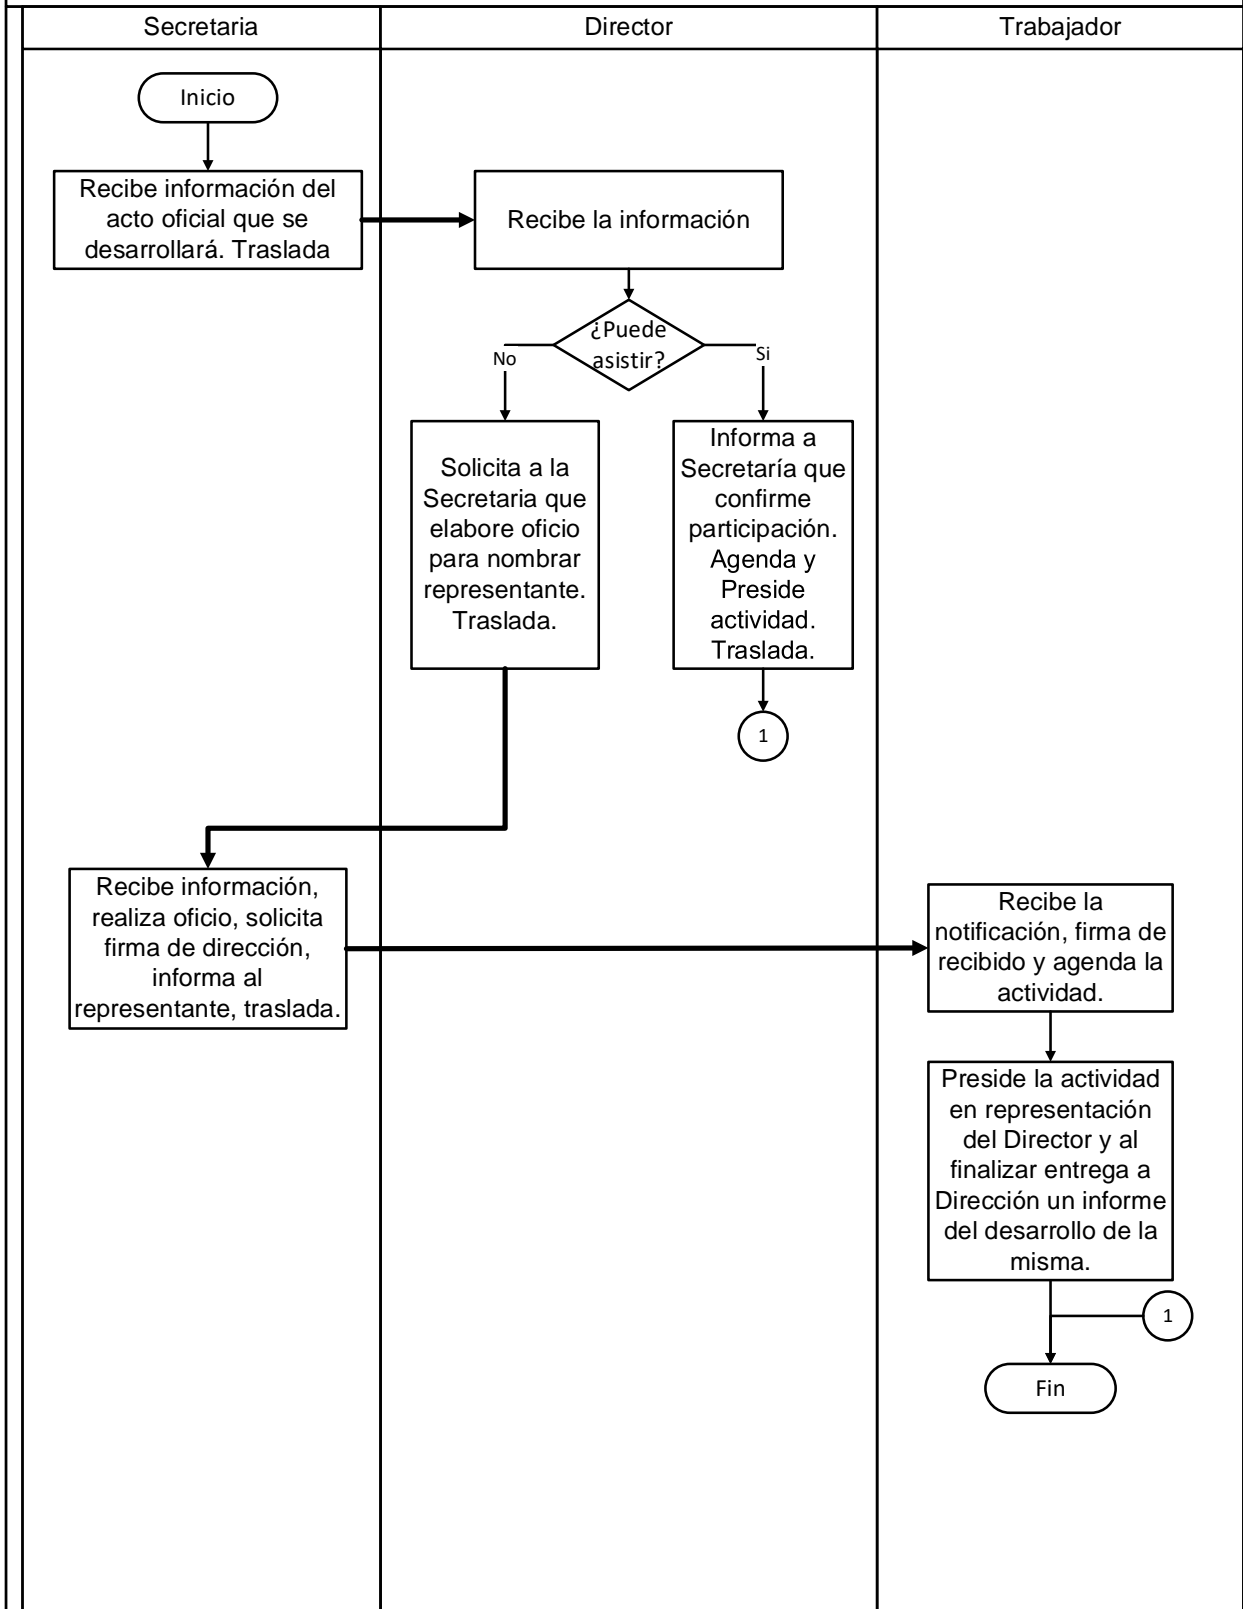 Secretaria
Director
Trabajador
Inicio
Recibe información del
acto oficial que se
desarrollará. Traslada
Recibe la información
¿Puede
asistir?
No
Si
Solicita a la
Secretaria que
elabore oficio
para nombrar
representante.
Traslada.
Informa a
Secretaría que
confirme
participación.
Agenda y
Preside
actividad.
Traslada.
1
Recibe información,
realiza oficio, solicita
firma de dirección,
informa al
representante, traslada.
Recibe la
notificación, firma de
recibido y agenda la
actividad.
Preside la actividad
en representación
del Director y al
finalizar entrega a
Dirección un informe
del desarrollo de la
misma.
1
Fin